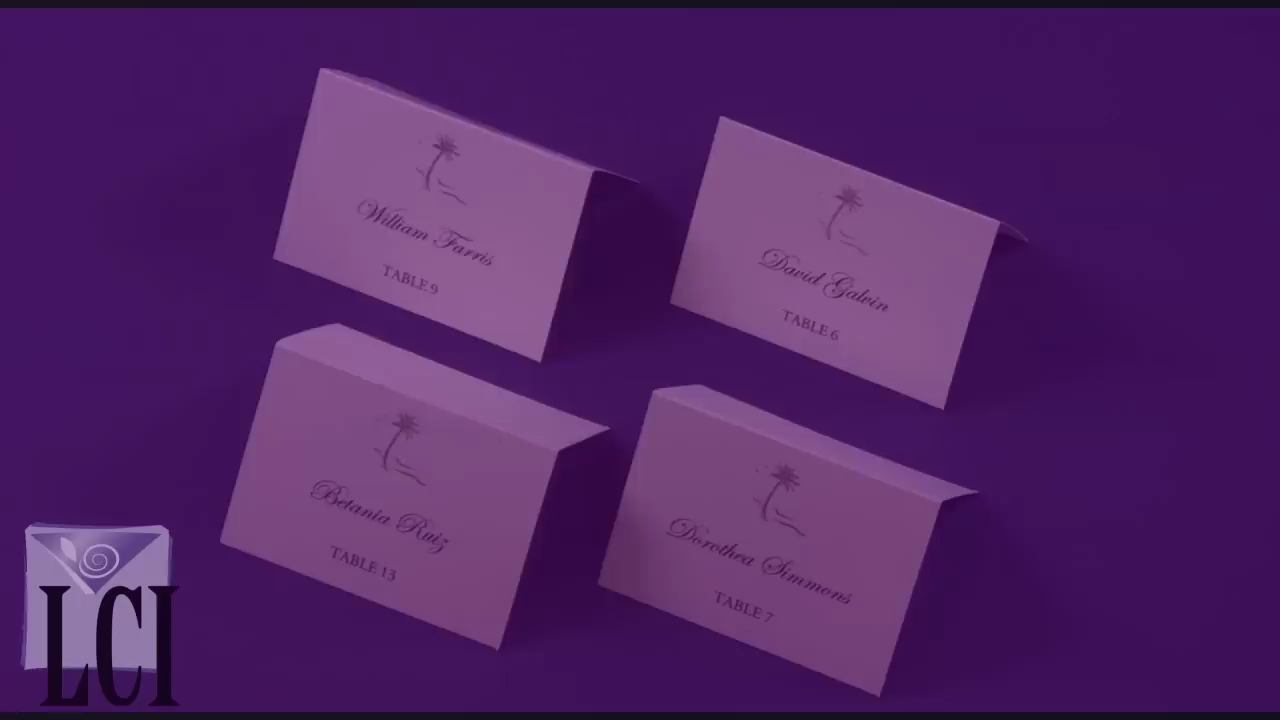 William Farris
TABLE 9
David Galvin
TABLE 6
Betania Ruiz
TABLE 13
Dorothea Simmons
TABLE 7
LCI